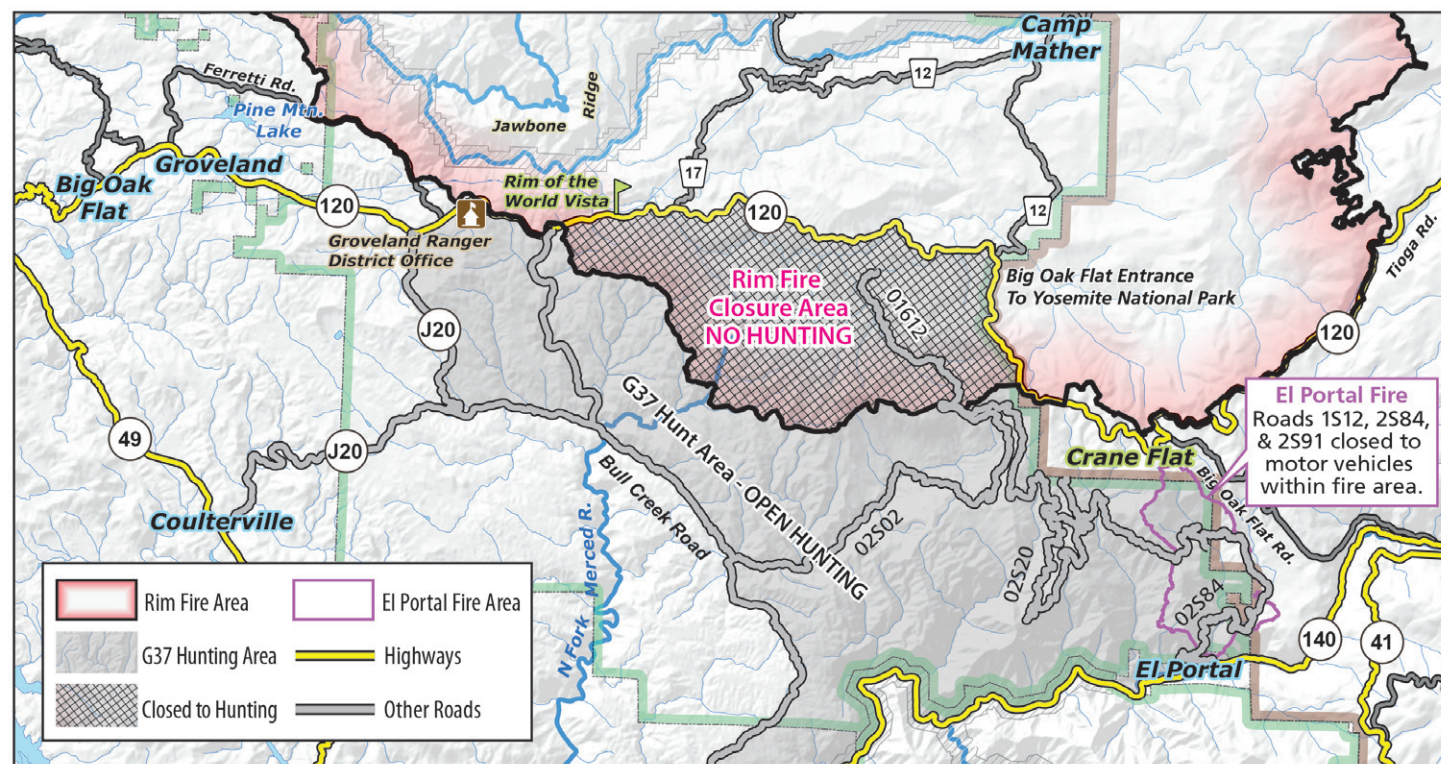 Camp
Mather
12
Ferretti Rd.
Pine Mtn.
Lake
Jawbone
Ridge
17
Groveland
Rim of the
World Vista
Big Oak
Flat
120
12
120
Groveland Ranger
District Office
Tioga Rd.
Big Oak Flat Entrance
To Yosemite National Park
Rim Fire
Closure Area
NO HUNTING
01612
J20
120
El Portal Fire
Roads 1S12, 2S84,
& 2S91 closed to
motor vehicles
within fire area.
G37 Hunt Area - OPEN HUNTING
49
J20
Crane Flat
Big Oak Flat Rd.
Coulterville
Bull Creek Road
02S02
02S20
02S84
N Fork Merced R.
140
41
El Portal
Rim Fire Area
El Portal Fire Area
G37 Hunting Area
Highways
Closed to Hunting
Other Roads